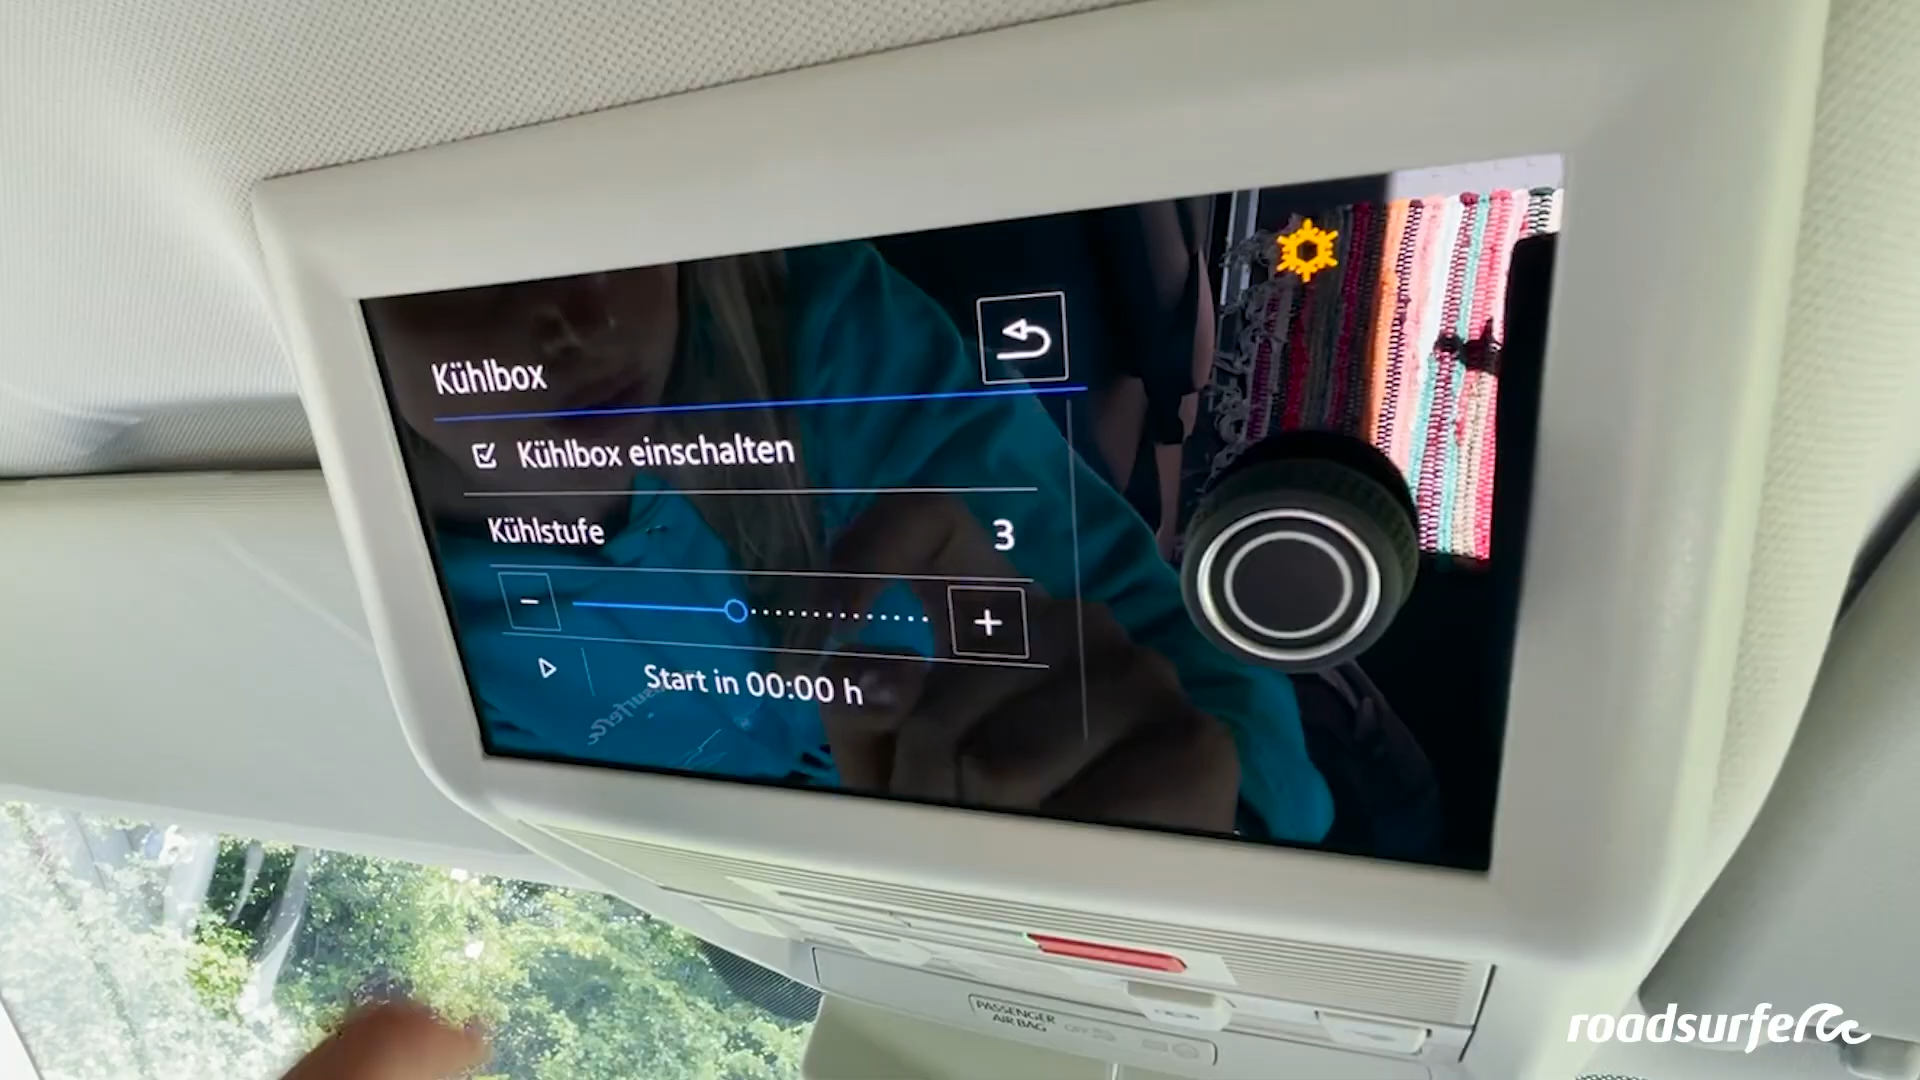 Kühlbox
Kühlbox einschalten
Kühlstufe
3
Start in 00:00 h
PASSENGER
AIR BAG
roadsurfer